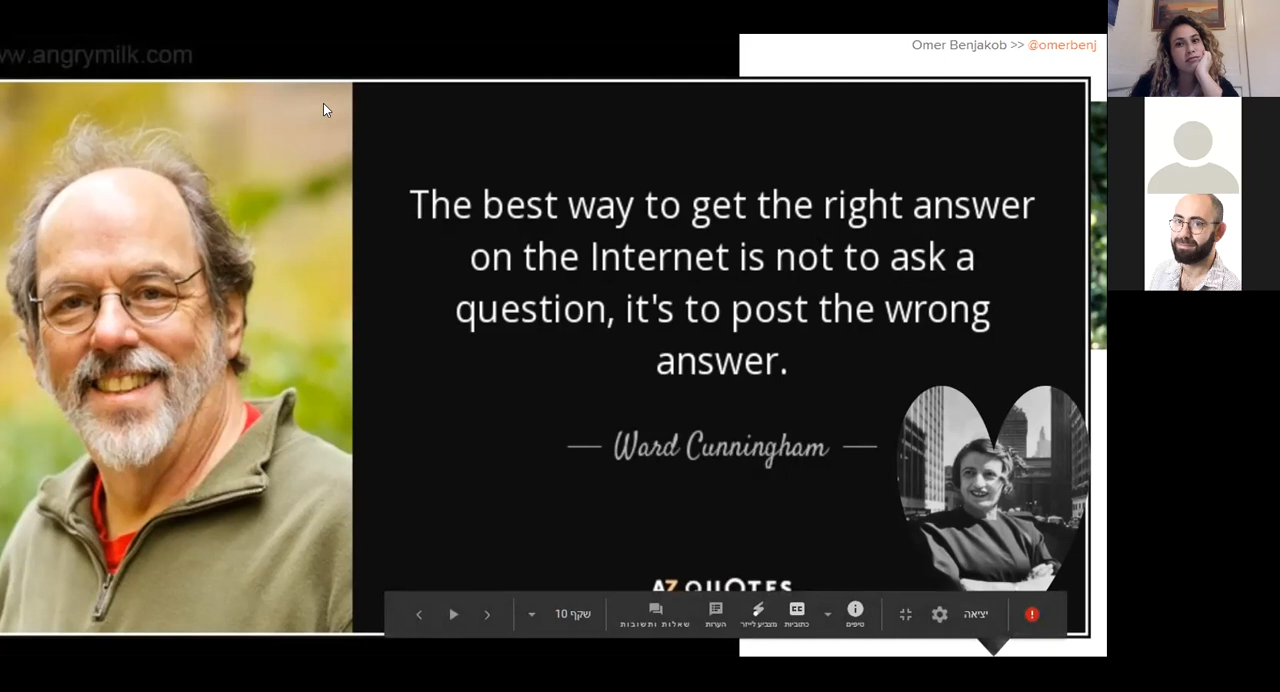 ww.angrymilk.com
Omer Benjakob >> @omerbenj
The best way to get the right answer
on the Internet is not to ask a
question, it's to post the wrong
answer.
Ward Cunningham
AZ QUOTES
שקף 10
שאלות ותשובות
הערות
מצביע לייזר
כתוביות
טיפים
יציאה